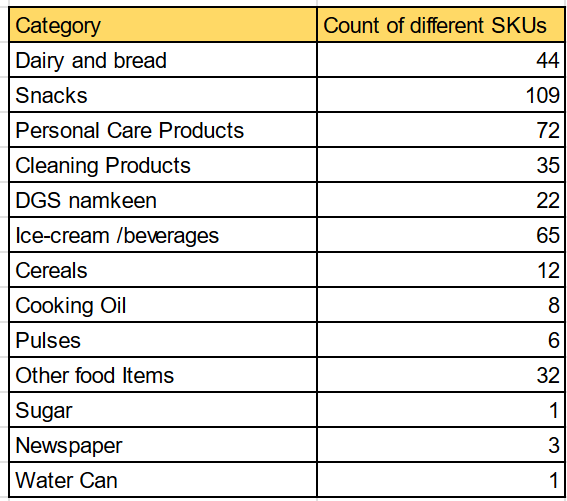 Category Count of different SKUs
Dairy and bread 44
Snacks 109
Personal Care Products 72
Cleaning Products 35
DGS namkeen 22
Ice-cream /beverages 65
Cereals 12
Cooking Oil 8
Pulses 6
Other food Items 32
Sugar 1
Newspaper 3
Water Can 1